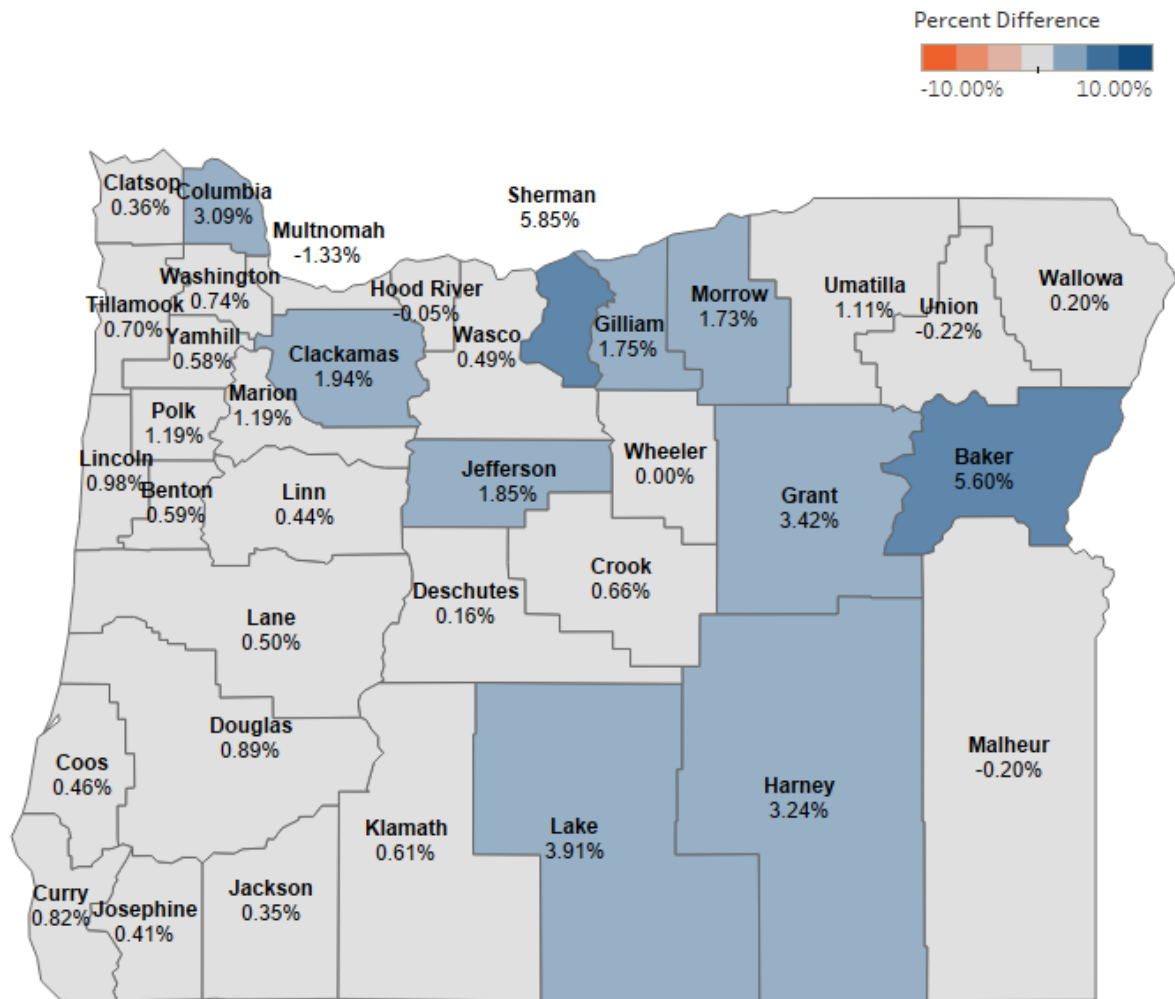 Percent Difference
-10.00%
10.00%
Clatsop
0.36%
Columbia
3.09%
Multnomah
-1.33%
Sherman
5.85%
Washington
0.74%
Tillamook
0.70%
Yamhill
0.58%
Hood River
-0.05%
Wasco
0.49%
Gilliam
1.75%
Morrow
1.73%
Umatilla
1.11%
Union
-0.22%
Wallowa
0.20%
Clackamas
1.94%
Marion
1.19%
Polk
1.19%
Lincoln
0.98%
Benton
0.59%
Linn
0.44%
Jefferson
1.85%
Wheeler
0.00%
Grant
3.42%
Baker
5.60%
Crook
0.66%
Deschutes
0.16%
Lane
0.50%
Douglas
0.89%
Coos
0.46%
Malheur
-0.20%
Harney
3.24%
Lake
3.91%
Klamath
0.61%
Jackson
0.35%
Curry
0.82%
Josephine
0.41%